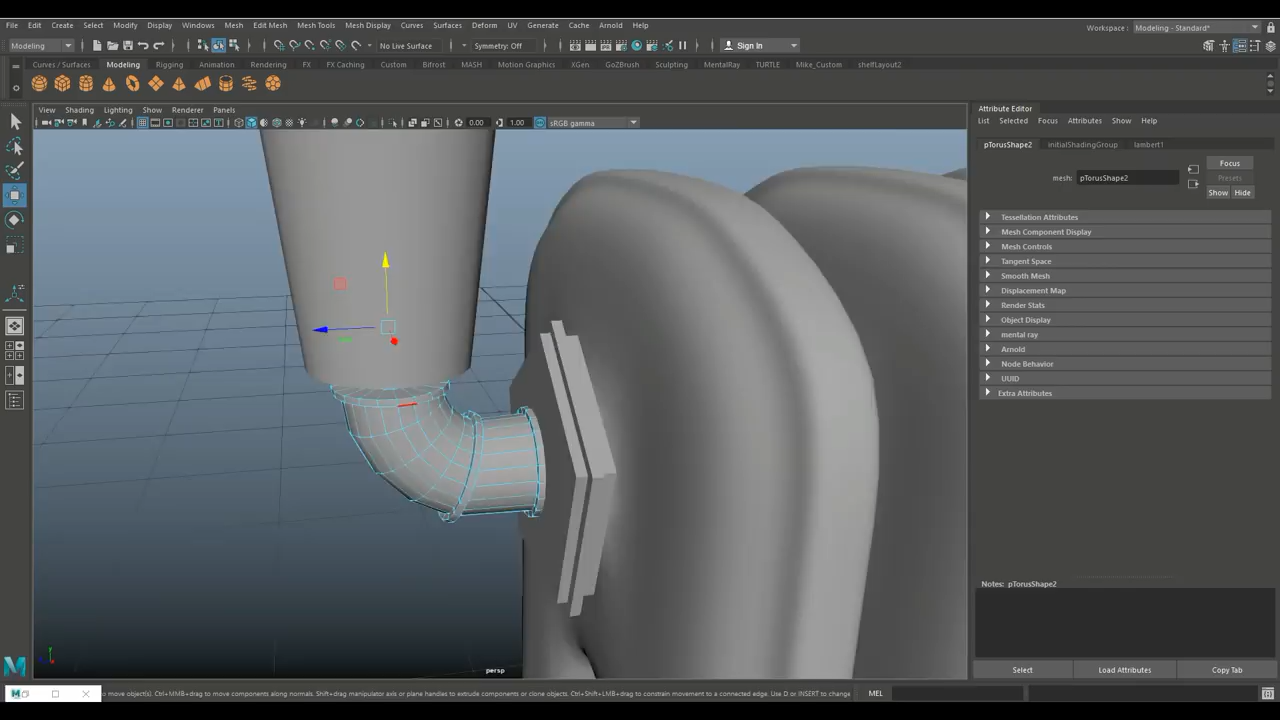 File Edit Create Select Modify Display Windows Mesh Edit Mesh Mesh Tools Mesh Display Curves Surfaces Deform UV Generate Cache Arnold Help
Workspace: Modeling - Standard*
Modeling No Live Surface Symmetry: Off Sign In
Curves / Surfaces Modeling Rigging Animation Rendering FX FX Caching Custom Bifrost MASH Motion Graphics XGen GoZBrush Sculpting MentalRay TURTLE Mike_Custom shelfLayout2
View Shading Lighting Show Renderer Panels
0.00 1.00 sRGB gamma
Attribute Editor
List Selected Focus Attributes Show Help
pTorusShape2 initialShadingGroup lambert1
Focus
mesh: pTorusShape2 Presets
Show Hide
Tessellation Attributes
Mesh Component Display
Mesh Controls
Tangent Space
Smooth Mesh
Displacement Map
Render Stats
Object Display
mental ray
Arnold
Node Behavior
UUID
Extra Attributes
Notes: pTorusShape2
persp
Select Load Attributes Copy Tab
to move object(s). Ctrl+MMB+drag to move components along normals. Shift+drag manipulator axis or plane handles to extrude components or clone objects. Ctrl+Shift+LMB+drag to constrain movement to a connected edge. Use D or INSERT to change
MEL